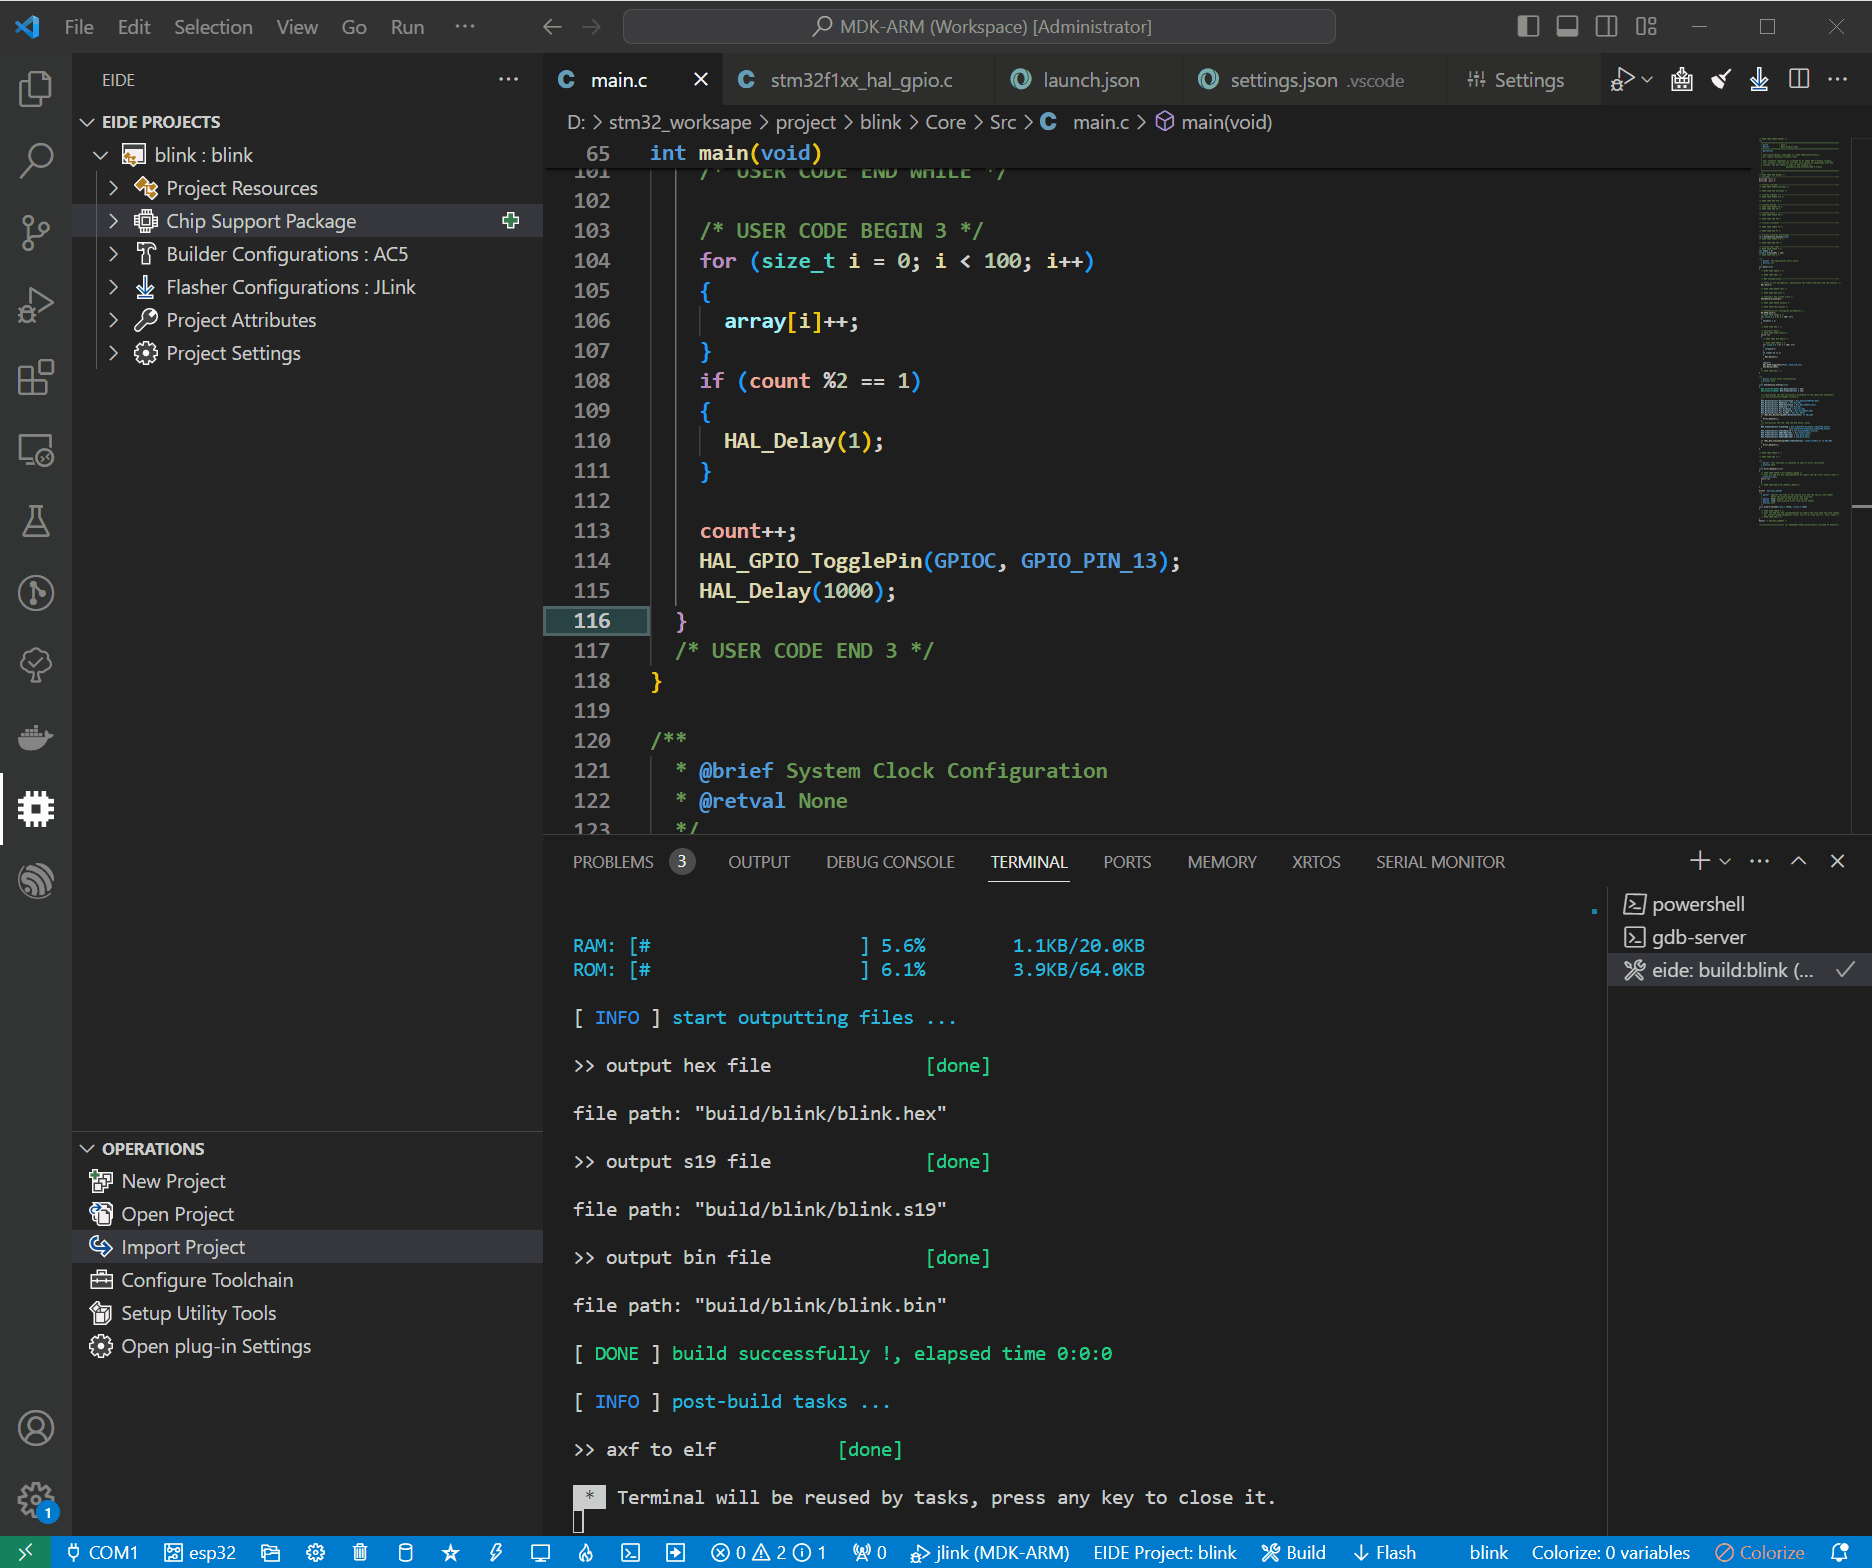 File Edit Selection View Go Run ··· MDK-ARM (Workspace) [Administrator]
EIDE
EIDE PROJECTS
blink : blink
Project Resources
Chip Support Package
Builder Configurations : AC5
Flasher Configurations : JLink
Project Attributes
Project Settings
OPERATIONS
New Project
Open Project
Import Project
Configure Toolchain
Setup Utility Tools
Open plug-in Settings
1
main.c stm32f1xx_hal_gpio.c launch.json settings.json .vscode Settings
D: > stm32_worksape > project > blink > Core > Src > C main.c > main(void)
65 int main(void)
101 /* USER CODE END WHILE */
102
103 /* USER CODE BEGIN 3 */
104 for (size_t i = 0; i < 100; i++)
105 {
106 array[i]++;
107 }
108 if (count %2 == 1)
109 {
110 HAL_Delay(1);
111 }
112
113 count++;
114 HAL_GPIO_TogglePin(GPIOC, GPIO_PIN_13);
115 HAL_Delay(1000);
116 }
117 /* USER CODE END 3 */
118 }
119
120 /**
121 * @brief System Clock Configuration
122 * @retval None
123 */
PROBLEMS 3 OUTPUT DEBUG CONSOLE TERMINAL PORTS MEMORY XRTOS SERIAL MONITOR
RAM: [# ] 5.6% 1.1KB/20.0KB
ROM: [# ] 6.1% 3.9KB/64.0KB
[ INFO ] start outputting files ...
>> output hex file [done]
file path: "build/blink/blink.hex"
>> output s19 file [done]
file path: "build/blink/blink.s19"
>> output bin file [done]
file path: "build/blink/blink.bin"
[ DONE ] build successfully !, elapsed time 0:0:0
[ INFO ] post-build tasks ...
>> axf to elf [done]
* Terminal will be reused by tasks, press any key to close it.
powershell
gdb-server
eide: build:blink (...
COM1 esp32 0 2 1 0 jlink (MDK-ARM) EIDE Project: blink Build Flash blink Colorize: 0 variables Colorize